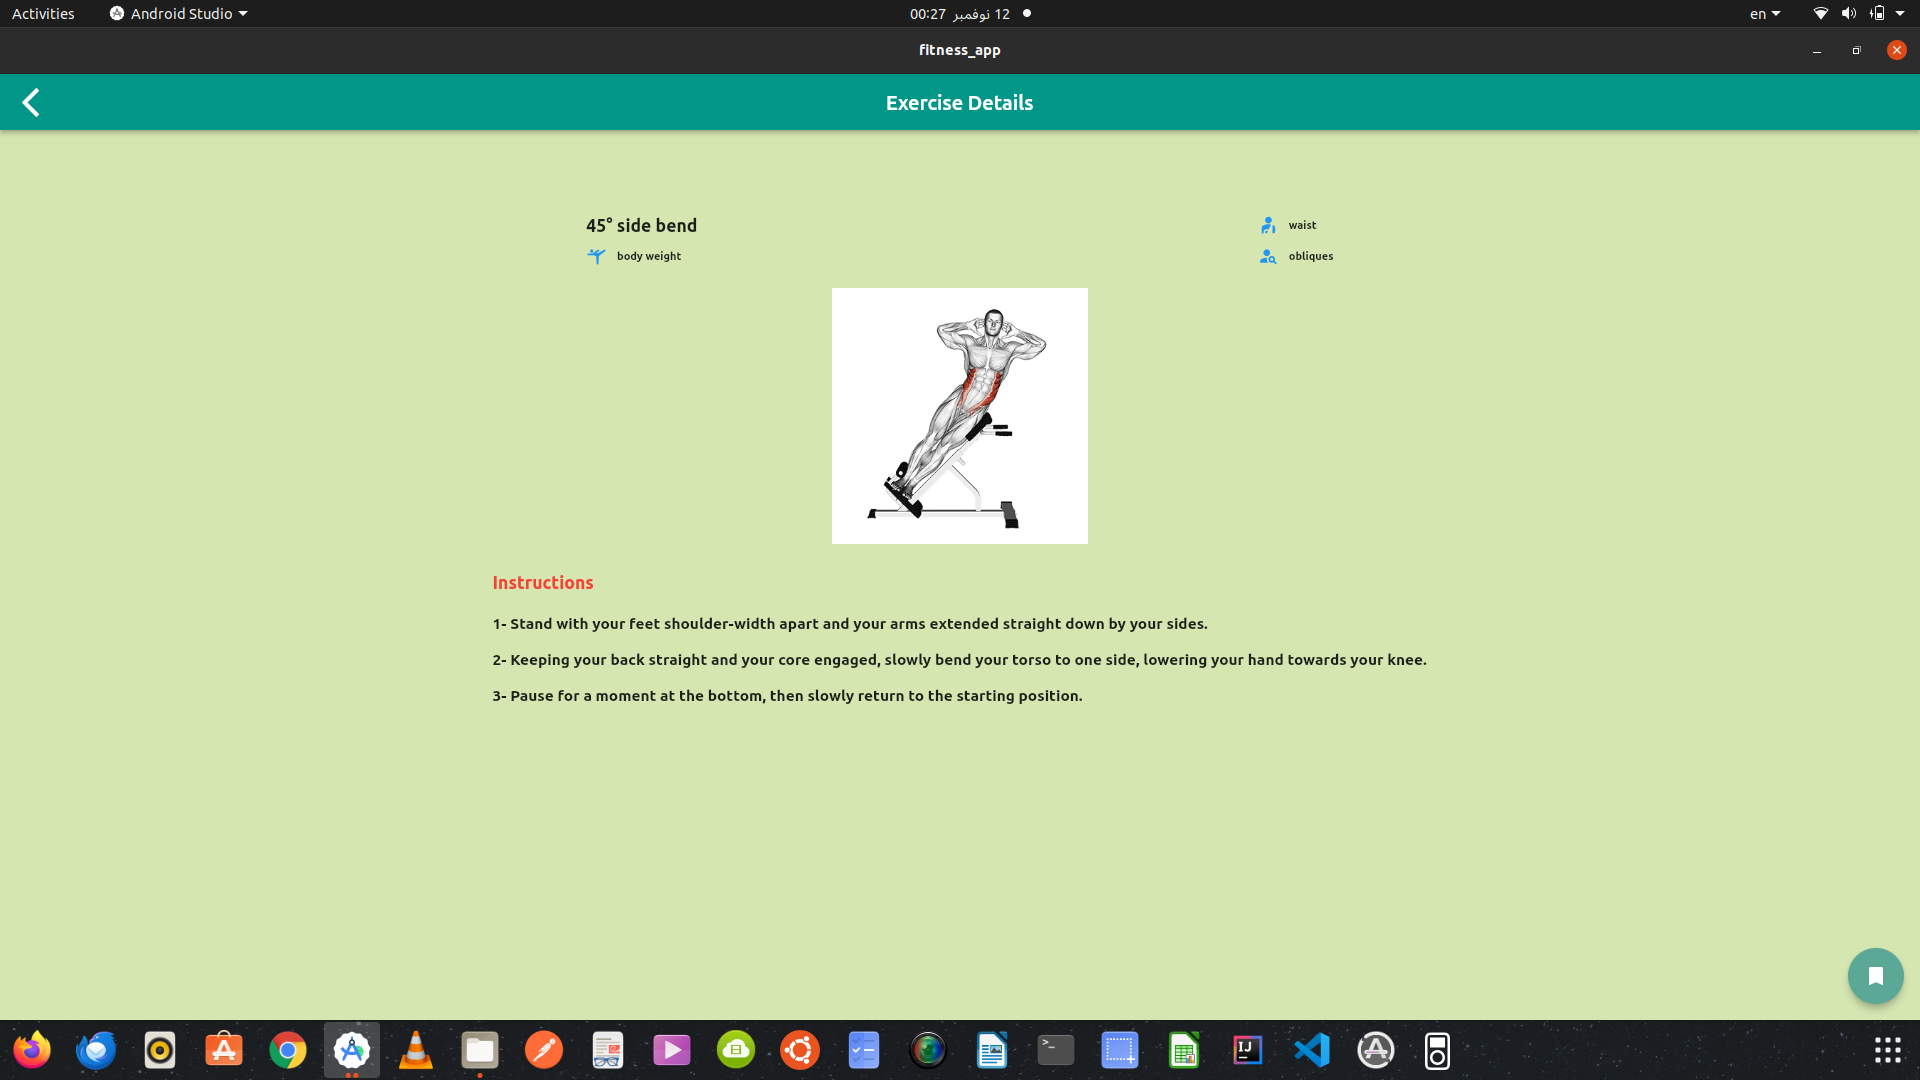 Activities
Android Studio
12 نوفمبر 00:27
en
fitness_app
Exercise Details
45° side bend
waist
body weight
obliques
Instructions
1- Stand with your feet shoulder-width apart and your arms extended straight down by your sides.
2- Keeping your back straight and your core engaged, slowly bend your torso to one side, lowering your hand towards your knee.
3- Pause for a moment at the bottom, then slowly return to the starting position.
IJ